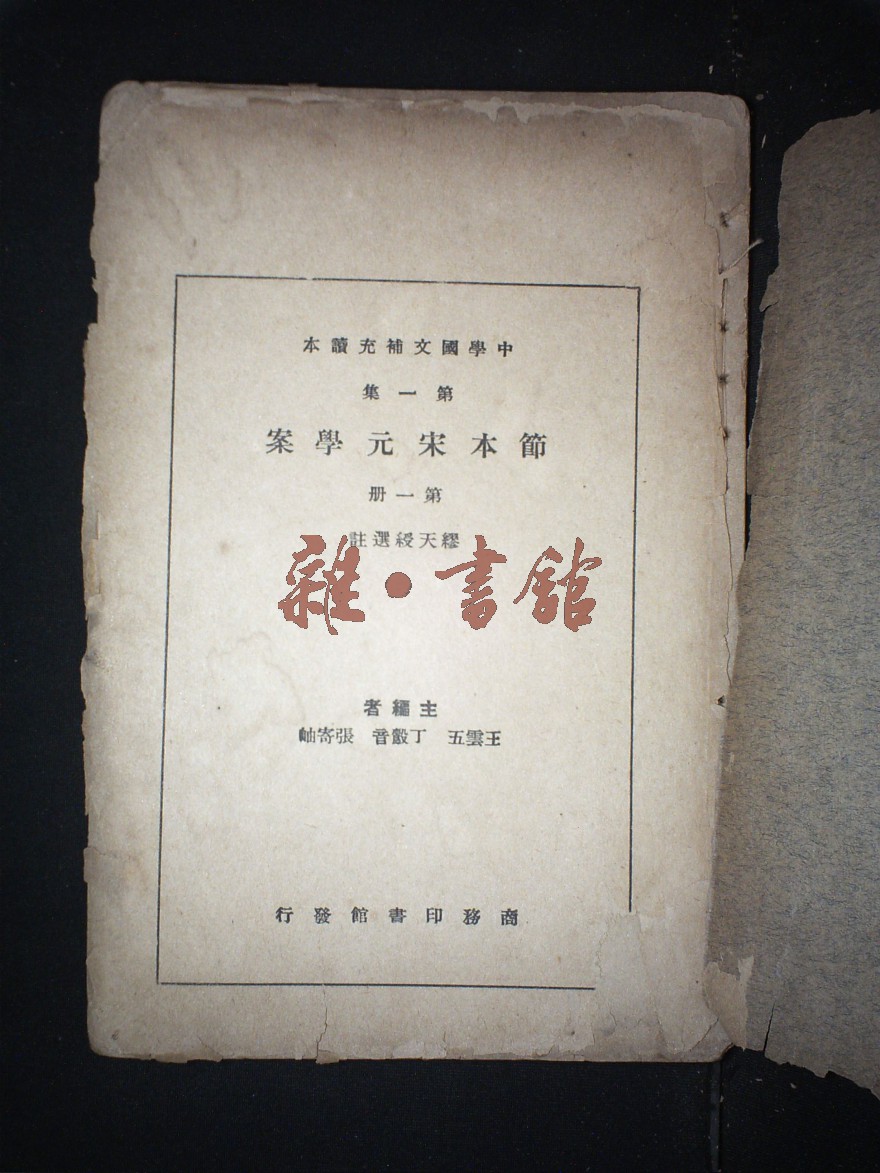 中學國文補充讀本
第一集
節本宋元學案
第一册
繆天綬選註
雜·書館
主編者
王雲五 丁瞉音 張寄岫
商務印書館發行